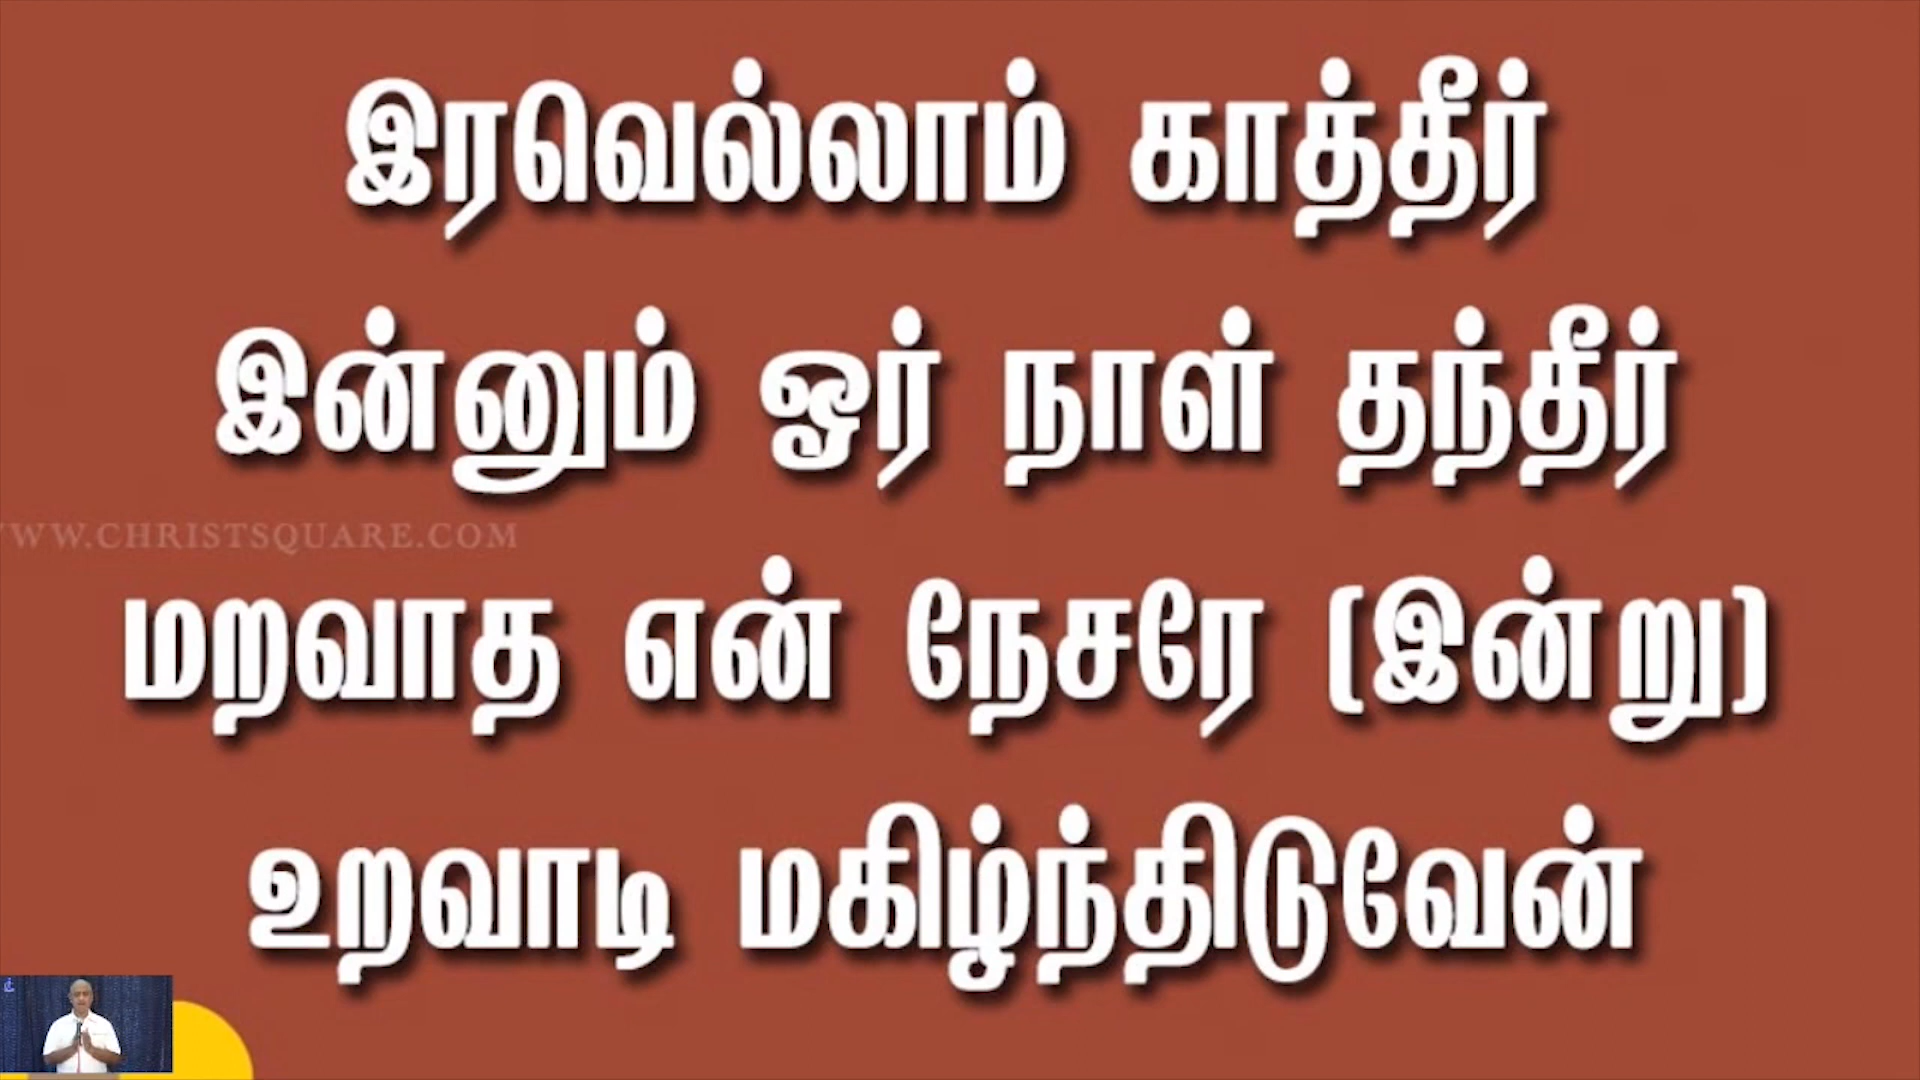 இரவெல்லாம் காத்தீர்
இன்னும் ஓர் நாள் தந்தீர்
WWW.CHRISTSQUARE.COM
மறவாத என் நேசரே (இன்று)
உறவாடி மகிழ்ந்திடுவேன்